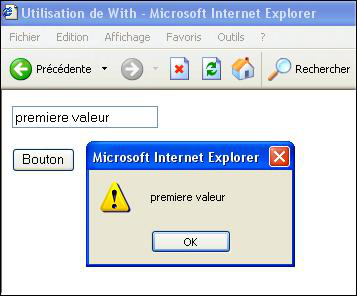 Utilisation de With - Microsoft Internet Explorer
Fichier Edition Affichage Favoris Outils ?
Précédente Rechercher
premiere valeur
Bouton
Microsoft Internet Explorer
premiere valeur
OK